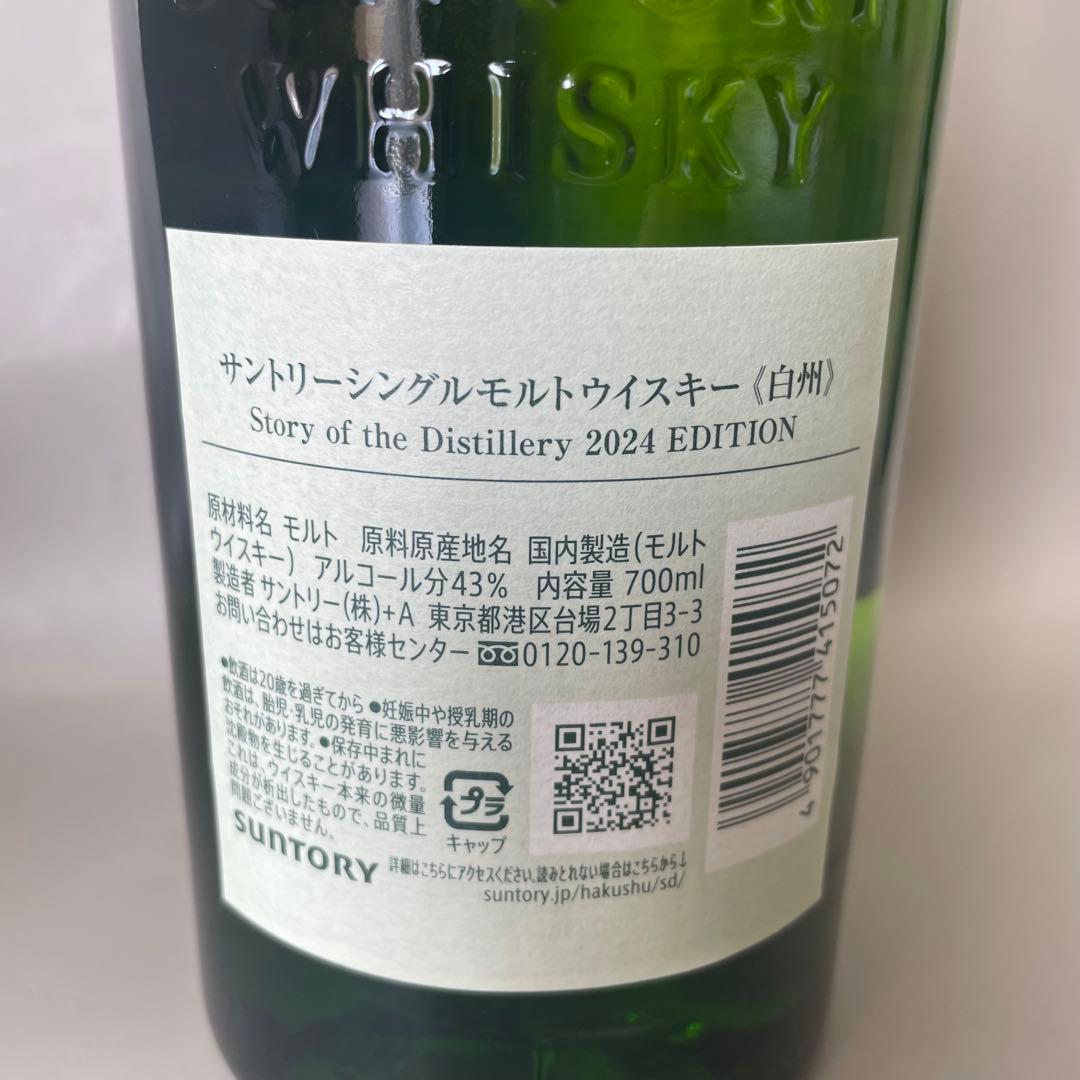 WHISKY
サントリーシングルモルトウイスキー《白州》
Story of the Distillery 2024 EDITION
原材料名 モルト 原料原産地名 国内製造(モルト
ウイスキー) アルコール分43% 内容量 700ml
製造者 サントリー(株)+A 東京都港区台場2丁目3-3
お問い合わせはお客様センター 0120-139-310
●飲酒は20歳を過ぎてから ●妊娠中や授乳期の
飲酒は、胎児・乳児の発育に悪影響を与える
おそれがあります。●保存中まれに
沈殿物を生じることがあります。
これは、ウイスキー本来の微量
成分が析出したもので、品質上
問題ございません。
プラ
キャップ
SUNTORY
詳細はこちらにアクセスください。読みとれない場合はこちらから↓
suntory.jp/hakushu/sd/
4901777415072